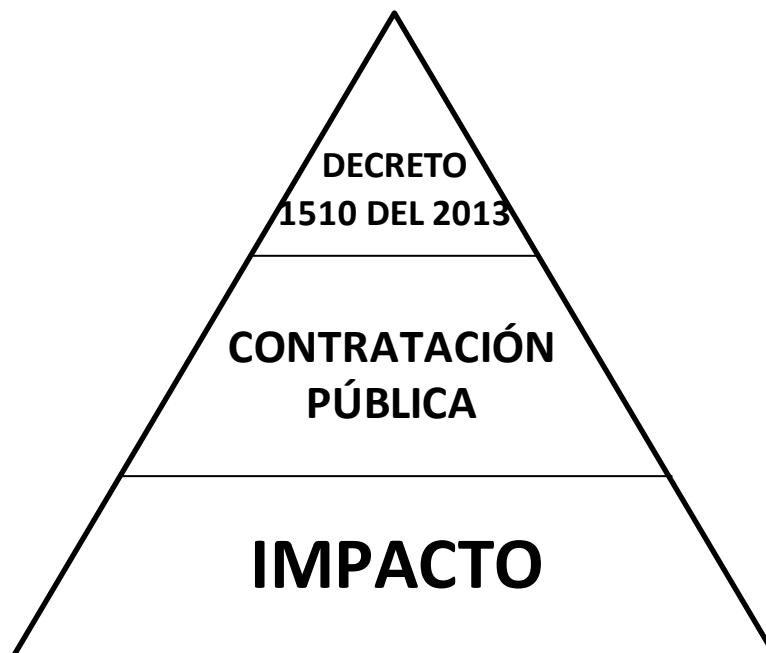 DECRETO
1510 DEL 2013
CONTRATACIÓN
PÚBLICA
IMPACTO